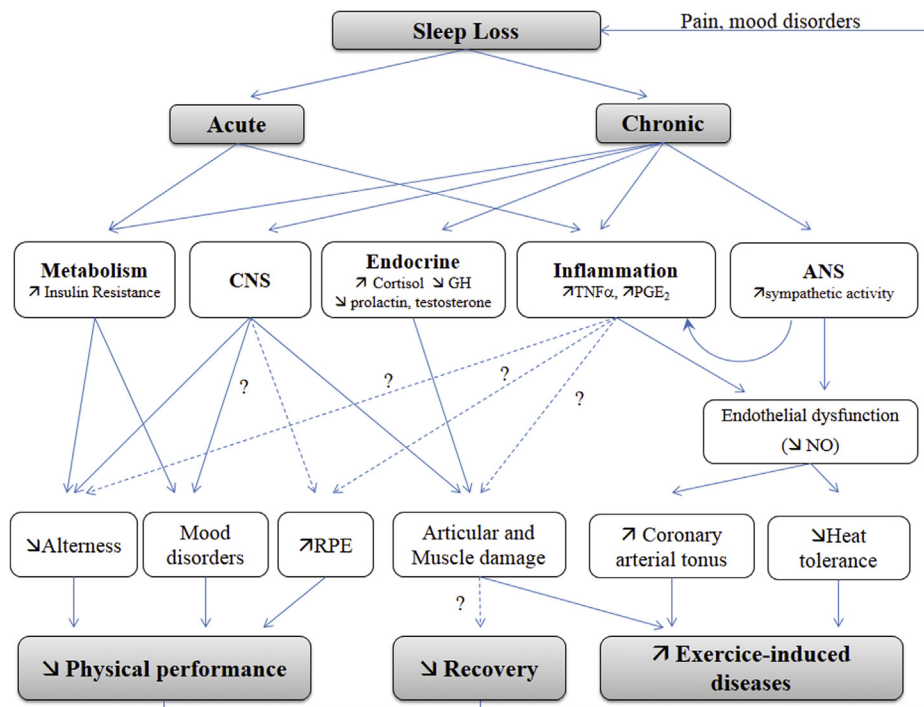 Sleep Loss
Pain, mood disorders
Acute
Chronic
Metabolism
↗ Insulin Resistance
CNS
Endocrine
↗ Cortisol ↘ GH
↘ prolactin, testosterone
Inflammation
↗TNFα, ↗PGE₂
ANS
↗sympathetic activity
?
?
?
?
Endothelial dysfunction
(↘ NO)
↘Alterness
Mood
disorders
↗RPE
Articular and
Muscle damage
↗ Coronary
arterial tonus
↘Heat
tolerance
?
↘ Physical performance
↘ Recovery
↗ Exercice-induced
diseases